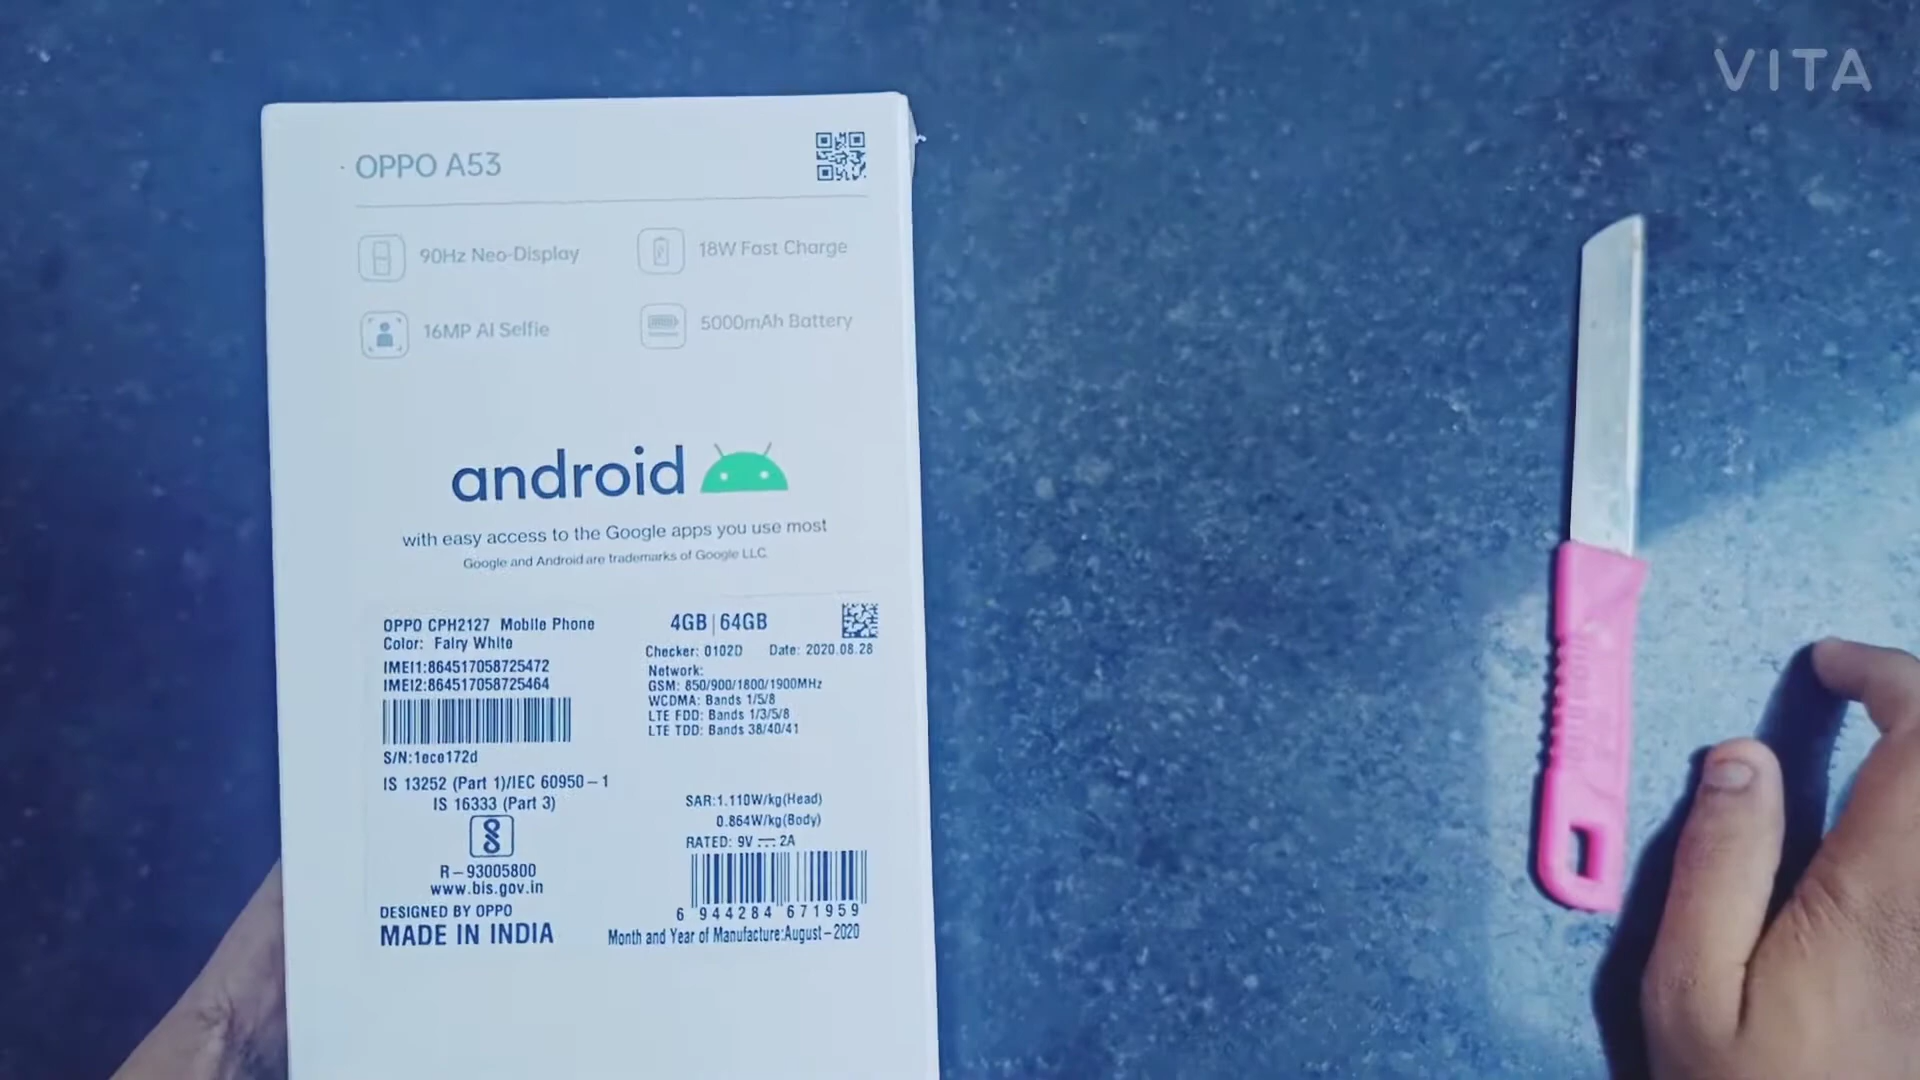 VITA
OPPO A53
90Hz Neo-Display
18W Fast Charge
16MP AI Selfie
5000mAh Battery
android
with easy access to the Google apps you use most
Google and Android are trademarks of Google LLC.
OPPO CPH2127 Mobile Phone
Color: Fairy White
IMEI1:864517058725472
IMEI2:864517058725464
S/N:1ece172d
IS 13252 (Part 1)/IEC 60950-1
IS 16333 (Part 3)
R-93005800
www.bis.gov.in
DESIGNED BY OPPO
MADE IN INDIA
4GB | 64GB
Checker: 0102D Date: 2020.08.28
Network:
GSM: 850/900/1800/1900MHz
WCDMA: Bands 1/5/8
LTE FDD: Bands 1/3/5/8
LTE TDD: Bands 38/40/41
SAR:1.110W/kg(Head)
0.864W/kg(Body)
RATED: 9V ⎓ 2A
6 944284 671959
Month and Year of Manufacture:August-2020